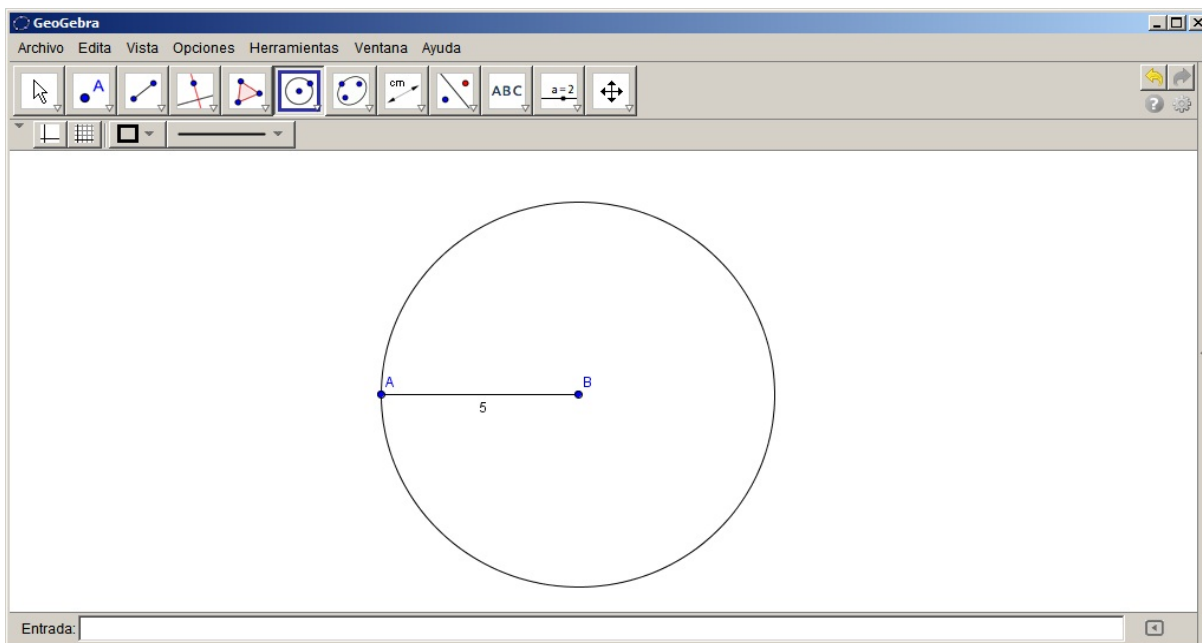 GeoGebra
Archivo Edita Vista Opciones Herramientas Ventana Ayuda
A cm ABC a=2
A B
5
Entrada: